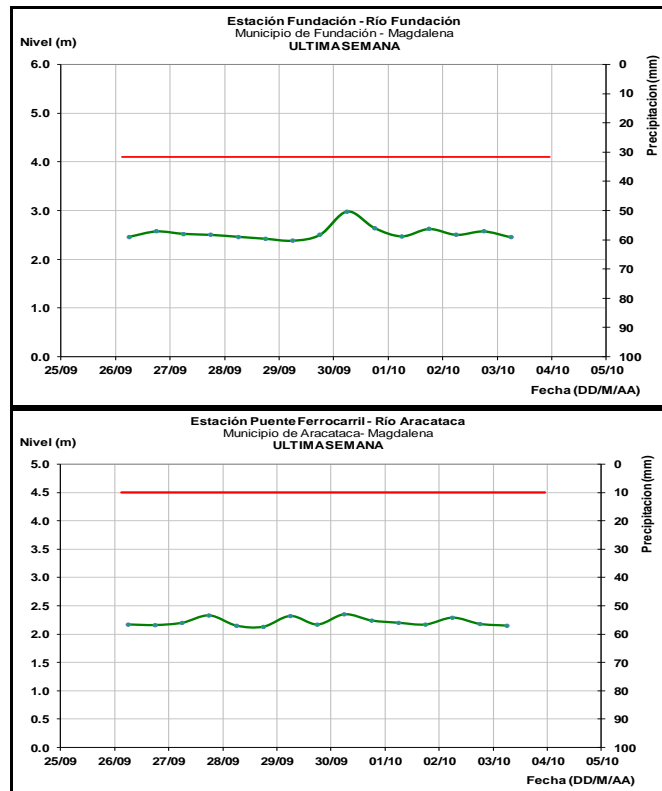 Estación Fundación - Río Fundación
Municipio de Fundación - Magdalena
ULTIMA SEMANA
Nivel (m)
6.0
5.0
4.0
3.0
2.0
1.0
0.0
0
10
20
30
40
50
60
70
80
90
100
Precipitacion (mm)
25/09 26/09 27/09 28/09 29/09 30/09 01/10 02/10 03/10 04/10 05/10
Fecha (DD/M/AA)
Estación Puente Ferrocarril - Río Aracataca
Municipio de Aracataca- Magdalena
ULTIMA SEMANA
Nivel (m)
5.0
4.5
4.0
3.5
3.0
2.5
2.0
1.5
1.0
0.5
0.0
0
10
20
30
40
50
60
70
80
90
100
Precipitacion (mm)
25/09 26/09 27/09 28/09 29/09 30/09 01/10 02/10 03/10 04/10 05/10
Fecha (DD/M/AA)